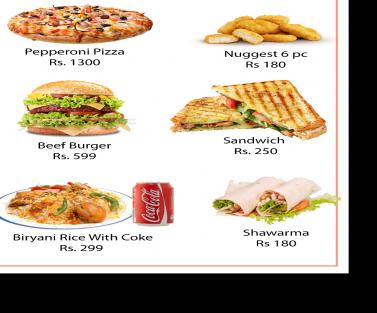 Pepperoni Pizza
Rs. 1300
Nuggest 6 pc
Rs 180
Beef Burger
Rs. 599
Sandwich
Rs. 250
Coca-Cola
Biryani Rice With Coke
Rs. 299
Shawarma
Rs 180